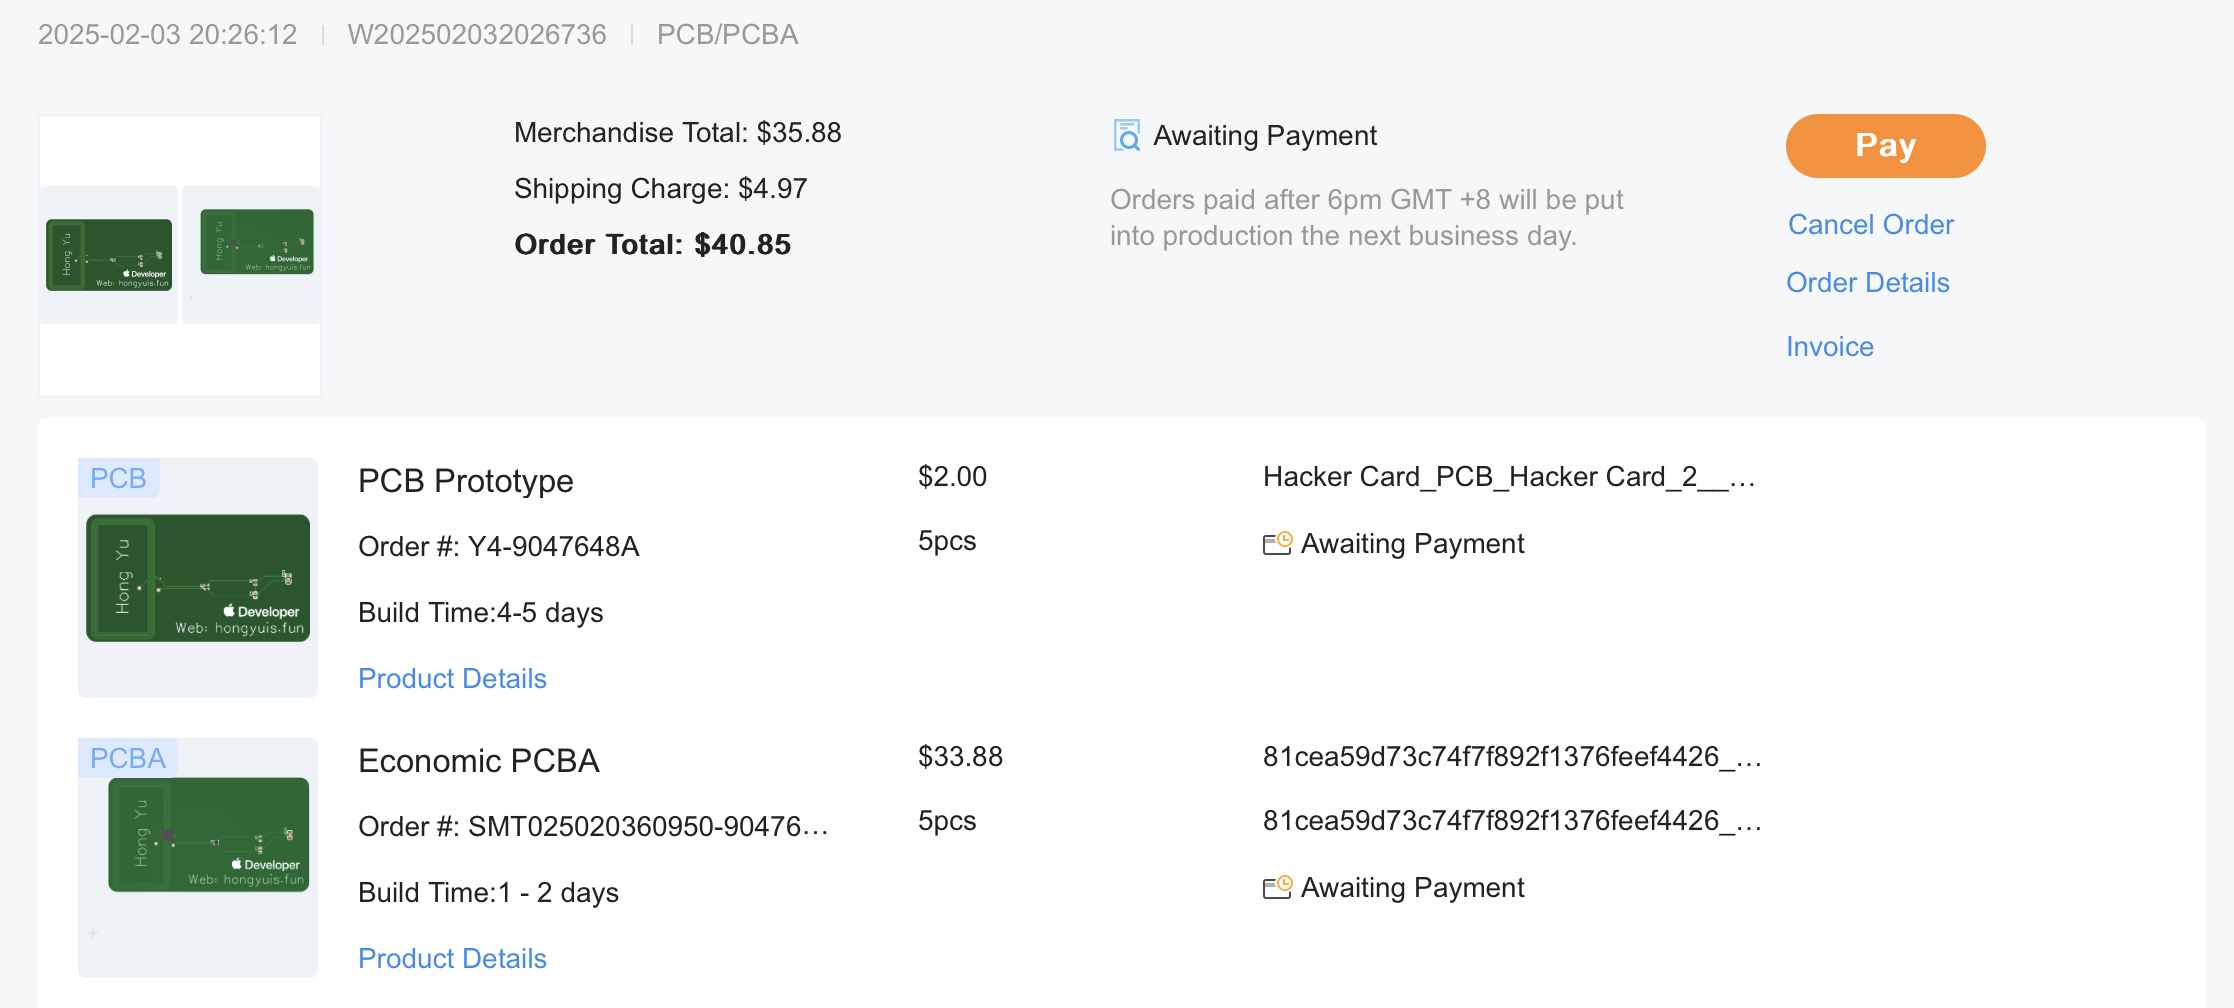 2025-02-03 20:26:12 | W202502032026736 | PCB/PCBA
Hong Yu
Developer
Web: hongyuis.fun
Hong Yu
Developer
Web: hongyuis.fun
Merchandise Total: $35.88
Shipping Charge: $4.97
Order Total: $40.85
Awaiting Payment
Orders paid after 6pm GMT +8 will be put
into production the next business day.
Pay
Cancel Order
Order Details
Invoice
PCB
Hong Yu
Developer
Web: hongyuis.fun
PCB Prototype
Order #: Y4-9047648A
Build Time:4-5 days
Product Details
$2.00
5pcs
Hacker Card_PCB_Hacker Card_2__…
Awaiting Payment
PCBA
Hong Yu
Developer
Web: hongyuis.fun
Economic PCBA
Order #: SMT025020360950-90476…
Build Time:1 - 2 days
Product Details
$33.88
5pcs
81cea59d73c74f7f892f1376feef4426_…
81cea59d73c74f7f892f1376feef4426_…
Awaiting Payment